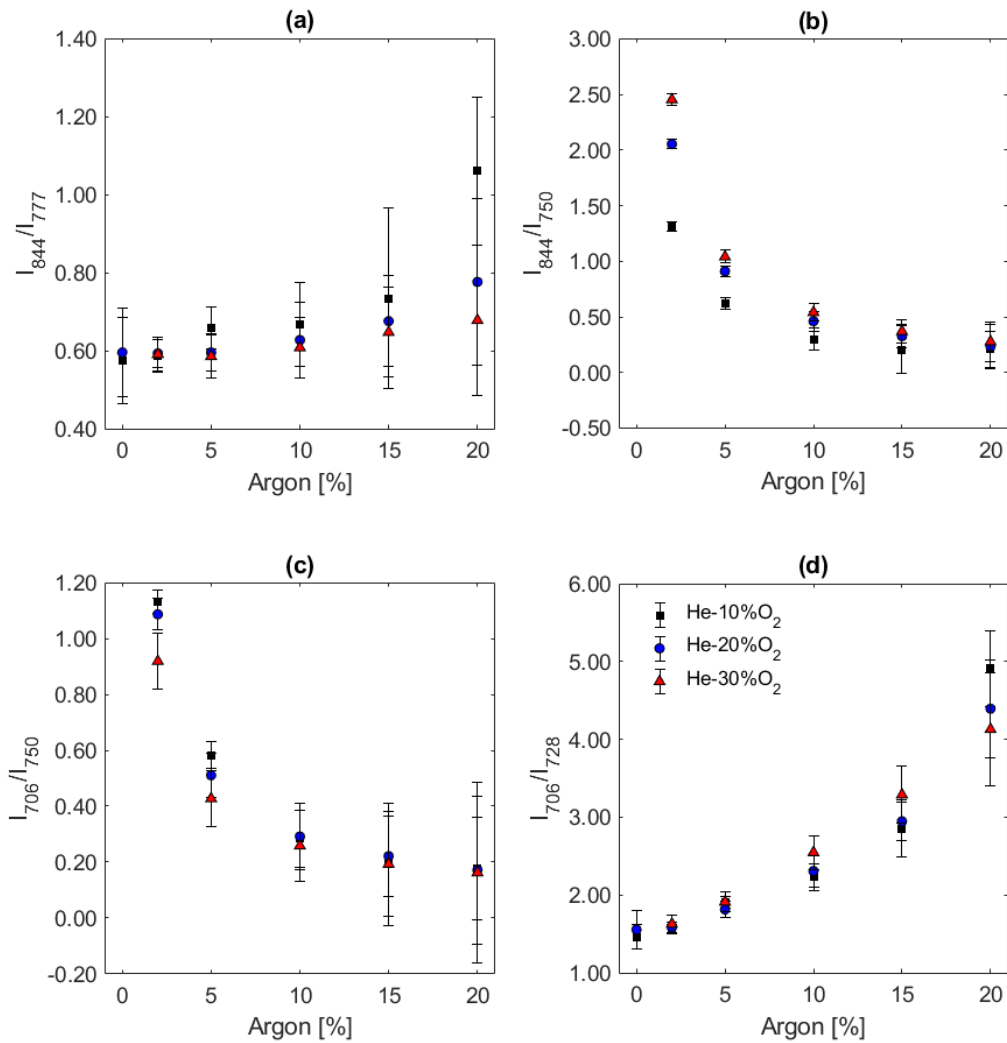 (a)
1.40
1.20
1.00
0.80
0.60
0.40
I844/I777
0 5 10 15 20
Argon [%]
(b)
3.00
2.50
2.00
1.50
1.00
0.50
0.00
-0.50
I844/I750
0 5 10 15 20
Argon [%]
(c)
1.20
1.00
0.80
0.60
0.40
0.20
0.00
-0.20
I706/I750
0 5 10 15 20
Argon [%]
(d)
6.00
5.00
4.00
3.00
2.00
1.00
I706/I728
He-10%O2
He-20%O2
He-30%O2
0 5 10 15 20
Argon [%]